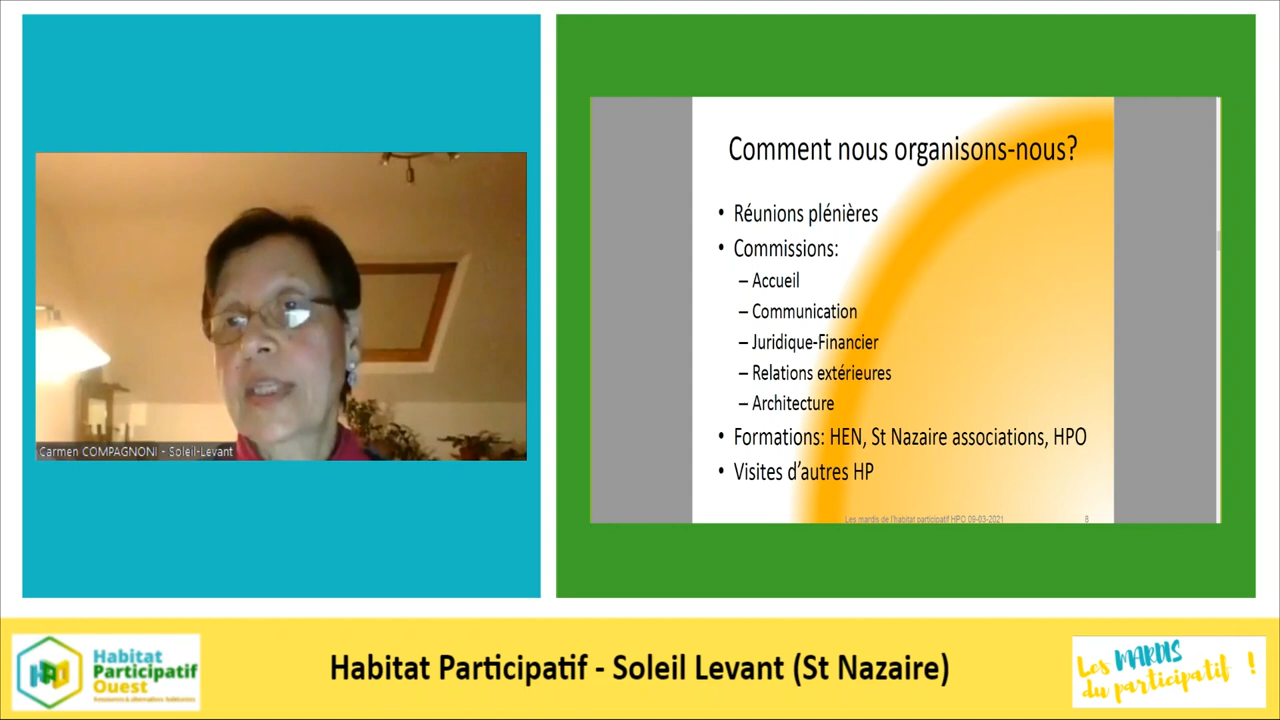 Carmen COMPAGNONI - Soleil-Levant
Comment nous organisons-nous?
• Réunions plénières
• Commissions:
– Accueil
– Communication
– Juridique-Financier
– Relations extérieures
– Architecture
• Formations: HEN, St Nazaire associations, HPO
• Visites d’autres HP
Les mardis de l'habitat participatif HPO 09-03-2021
8
Habitat
Participatif
Ouest
Habitat Participatif - Soleil Levant (St Nazaire)
Les MARDIS
du participatif !